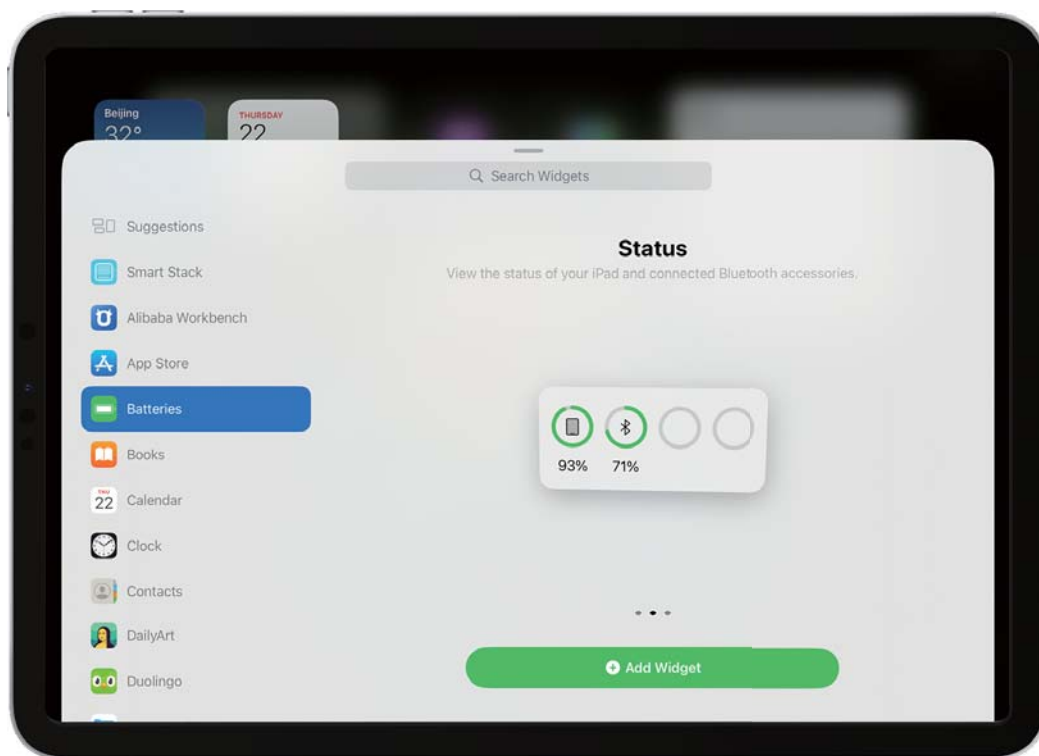 Beijing
32°
THURSDAY
22
Search Widgets
Suggestions
Smart Stack
Alibaba Workbench
App Store
Batteries
Books
THU
22
Calendar
Clock
Contacts
DailyArt
Duolingo
Status
View the status of your iPad and connected Bluetooth accessories.
93% 71%
Add Widget